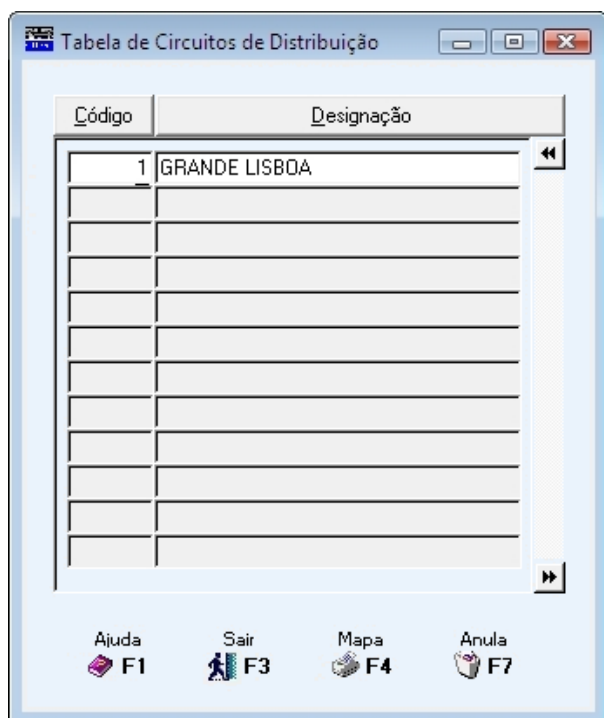 Tabela de Circuitos de Distribuição
Código Designação
1 GRANDE LISBOA
Ajuda Sair Mapa Anula
F1 F3 F4 F7